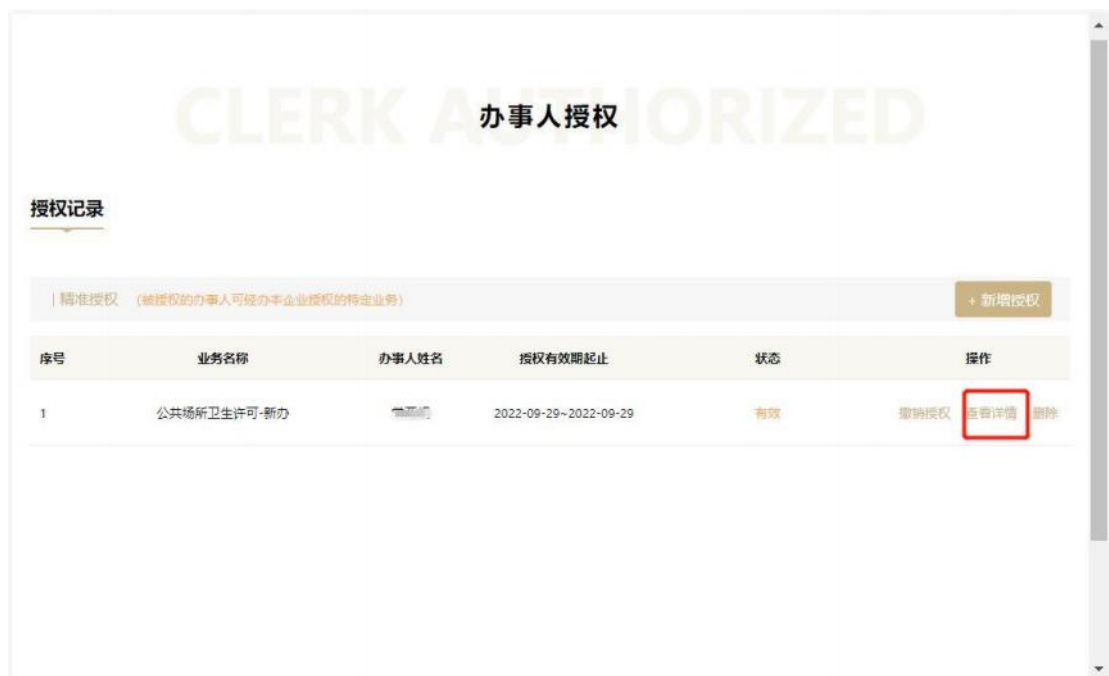 CLERK AUTHORIZED
办事人授权
授权记录
| 精准授权 (被授权的办事人可经办本企业授权的特定业务) + 新增授权
序号 业务名称 办事人姓名 授权有效期起止 状态 操作
1 公共场所卫生许可-新办 2022-09-29~2022-09-29 有效 撤销授权 查看详情 删除